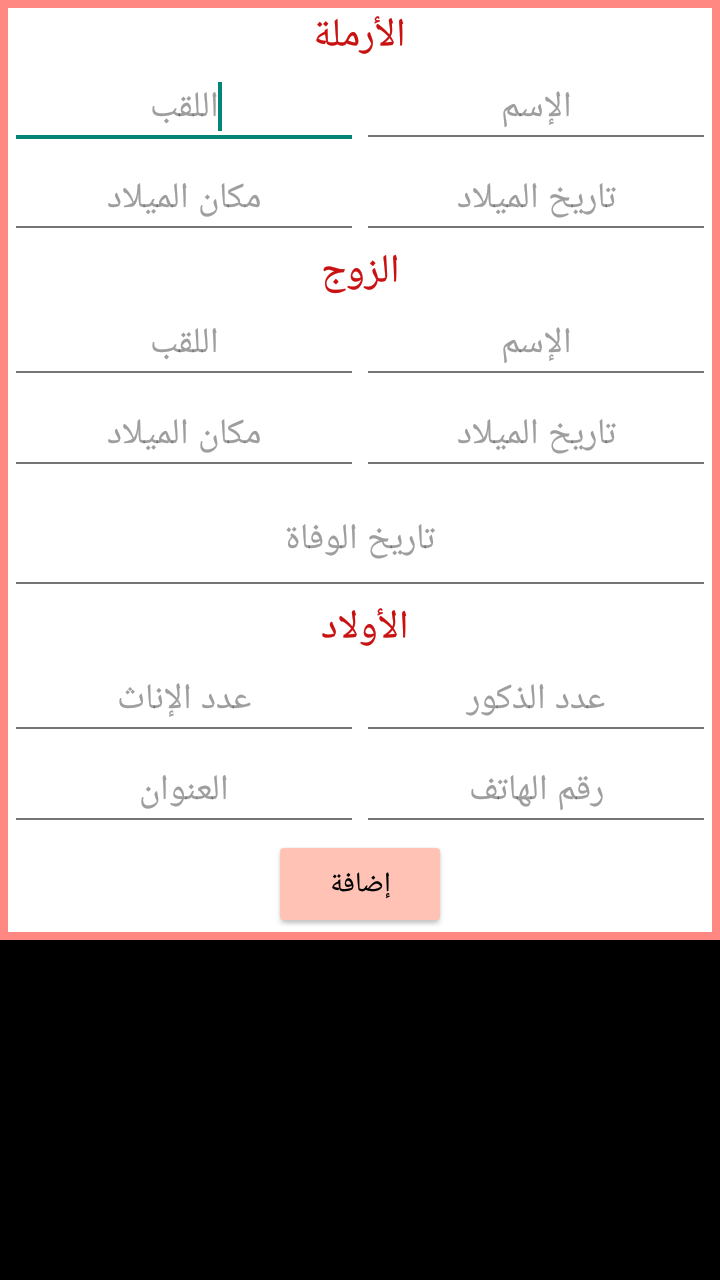 الأرملة
الإسم اللقب
تاريخ الميلاد مكان الميلاد
الزوج
الإسم اللقب
تاريخ الميلاد مكان الميلاد
تاريخ الوفاة
الأولاد
عدد الذكور عدد الإناث
رقم الهاتف العنوان
إضافة